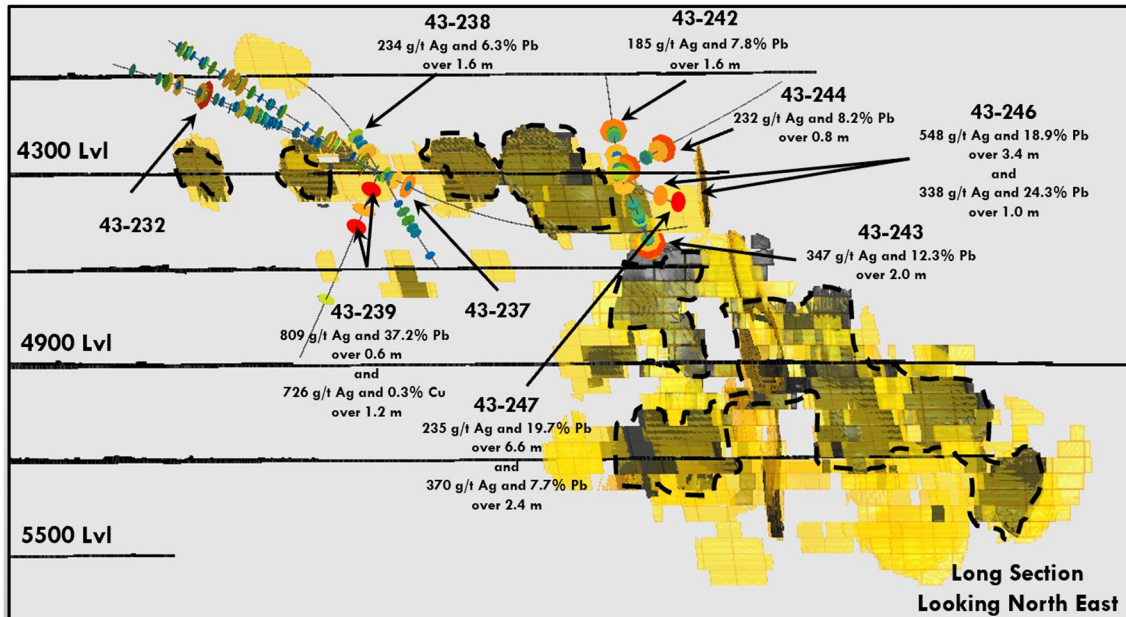 43-238
234 g/t Ag and 6.3% Pb
over 1.6 m
43-242
185 g/t Ag and 7.8% Pb
over 1.6 m
43-244
232 g/t Ag and 8.2% Pb
over 0.8 m
43-246
548 g/t Ag and 18.9% Pb
over 3.4 m
and
338 g/t Ag and 24.3% Pb
over 1.0 m
4300 Lvl
43-232
43-243
347 g/t Ag and 12.3% Pb
over 2.0 m
43-239
809 g/t Ag and 37.2% Pb
over 0.6 m
and
726 g/t Ag and 0.3% Cu
over 1.2 m
43-237
4900 Lvl
43-247
235 g/t Ag and 19.7% Pb
over 6.6 m
and
370 g/t Ag and 7.7% Pb
over 2.4 m
5500 Lvl
Long Section
Looking North East